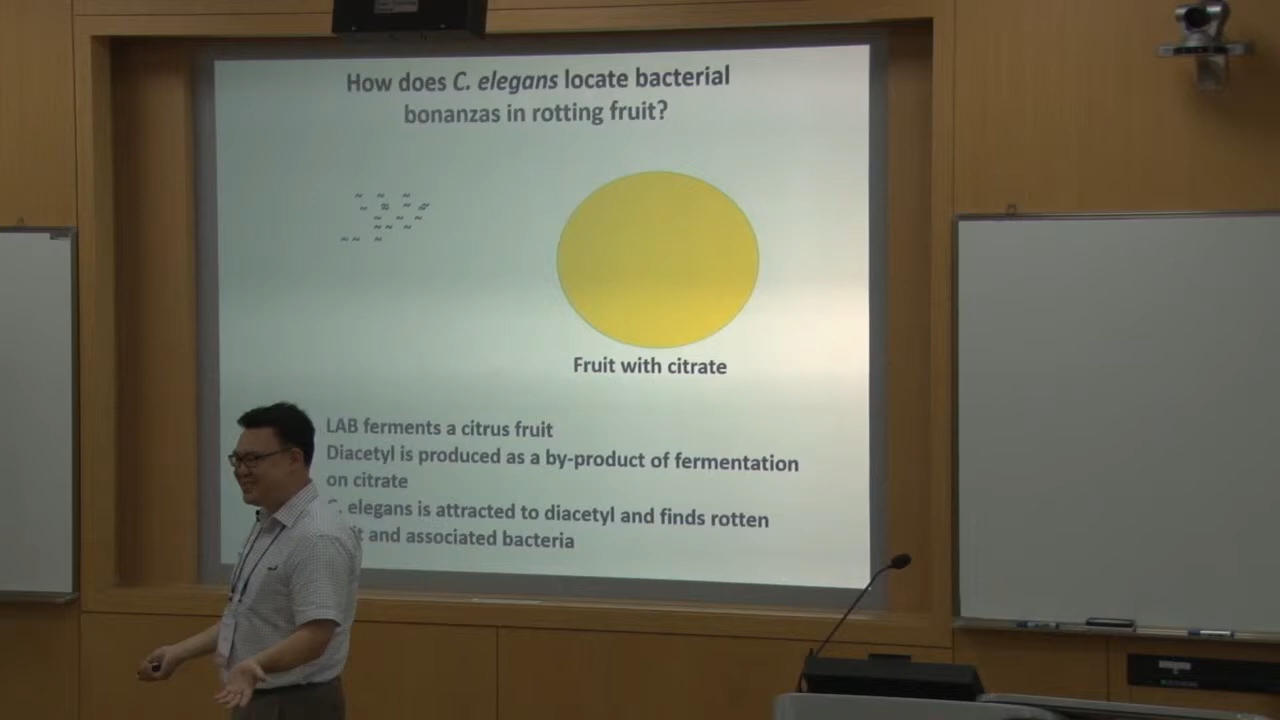 How does C. elegans locate bacterial
bonanzas in rotting fruit?
~ ~ ~
~ ≈ ~ ≈
~ ~ ~
~~ ~
~~ ~
Fruit with citrate
LAB ferments a citrus fruit
Diacetyl is produced as a by-product of fermentation
on citrate
C. elegans is attracted to diacetyl and finds rotten
and associated bacteria